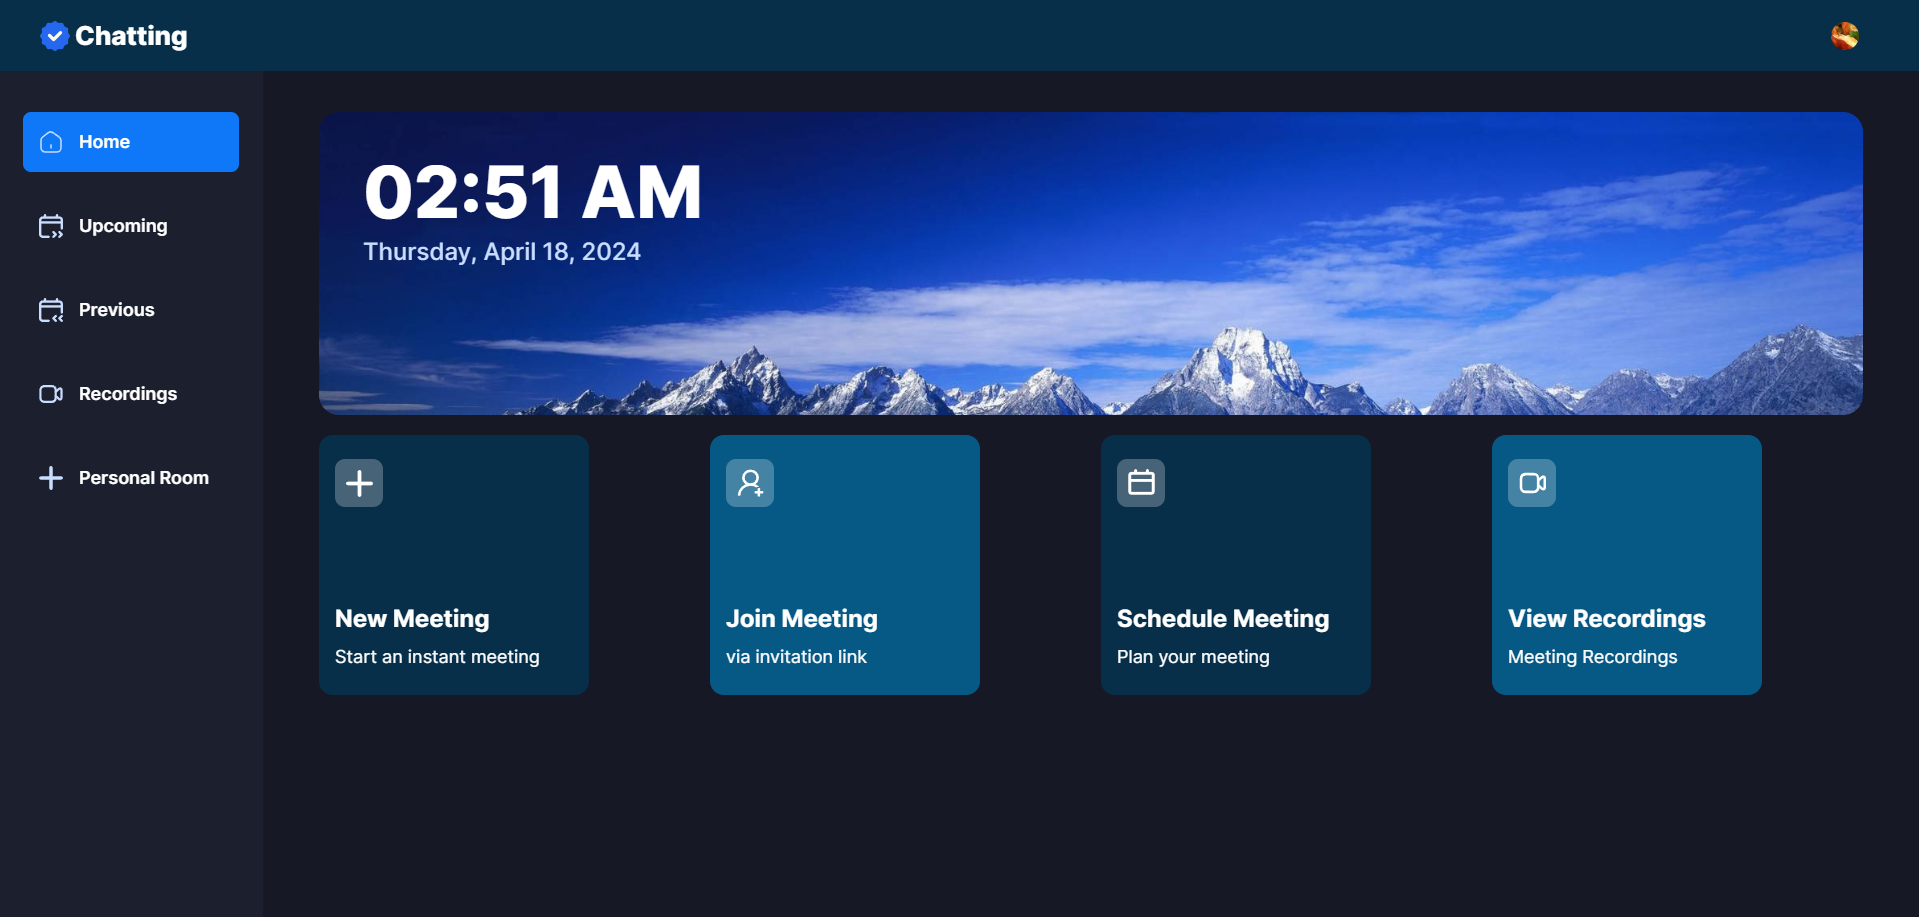 Chatting
Home
Upcoming
Previous
Recordings
Personal Room
02:51 AM
Thursday, April 18, 2024
New Meeting
Start an instant meeting
Join Meeting
via invitation link
Schedule Meeting
Plan your meeting
View Recordings
Meeting Recordings